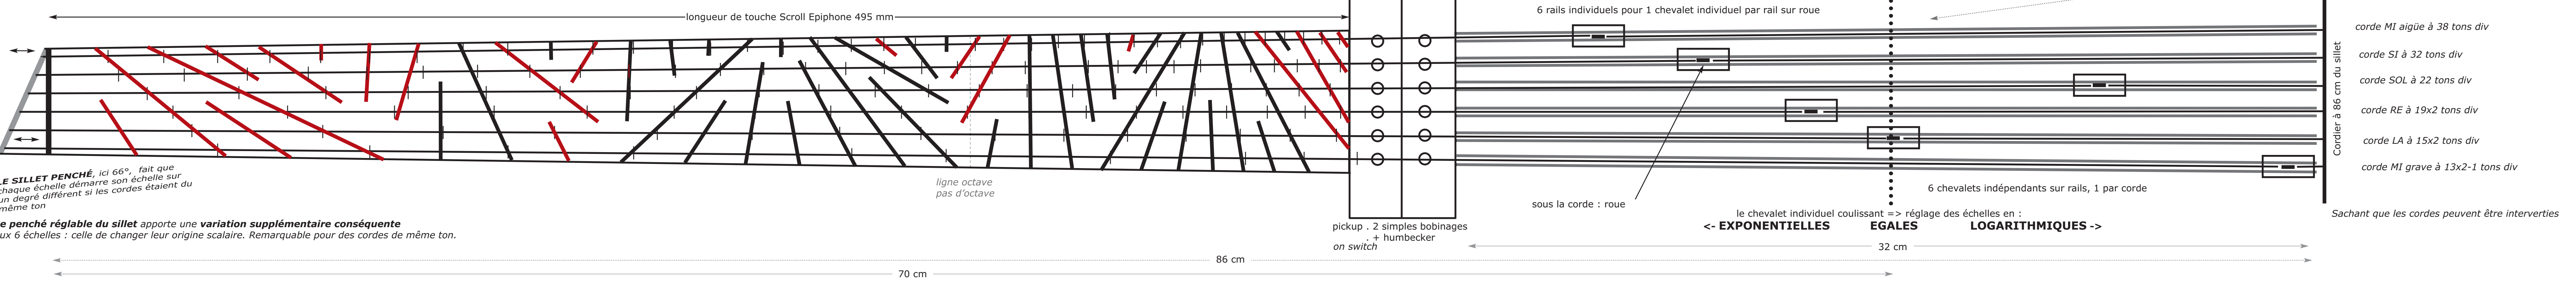 longueur de touche Scroll Epiphone 495 mm
6 rails individuels pour 1 chevalet individuel par rail sur roue
corde MI aigüe à 38 tons div
corde SI à 32 tons div
corde SOL à 22 tons div
corde RE à 19x2 tons div
corde LA à 15x2 tons div
corde MI grave à 13x2-1 tons div
Cordier à 86 cm du sillet
LE SILLET PENCHÉ, ici 66°, fait que
chaque échelle démarre son échelle sur
un degré différent si les cordes étaient du
même ton
ligne octave
pas d'octave
sous la corde : roue
6 chevalets indépendants sur rails, 1 par corde
le chevalet individuel coulissant => réglage des échelles en :
<- EXPONENTIELLES EGALES LOGARITHMIQUES ->
Sachant que les cordes peuvent être interverties
e penché réglable du sillet apporte une variation supplémentaire conséquente
ux 6 échelles : celle de changer leur origine scalaire. Remarquable pour des cordes de même ton.
pickup . 2 simples bobinages
. + humbecker
on switch
32 cm
86 cm
70 cm